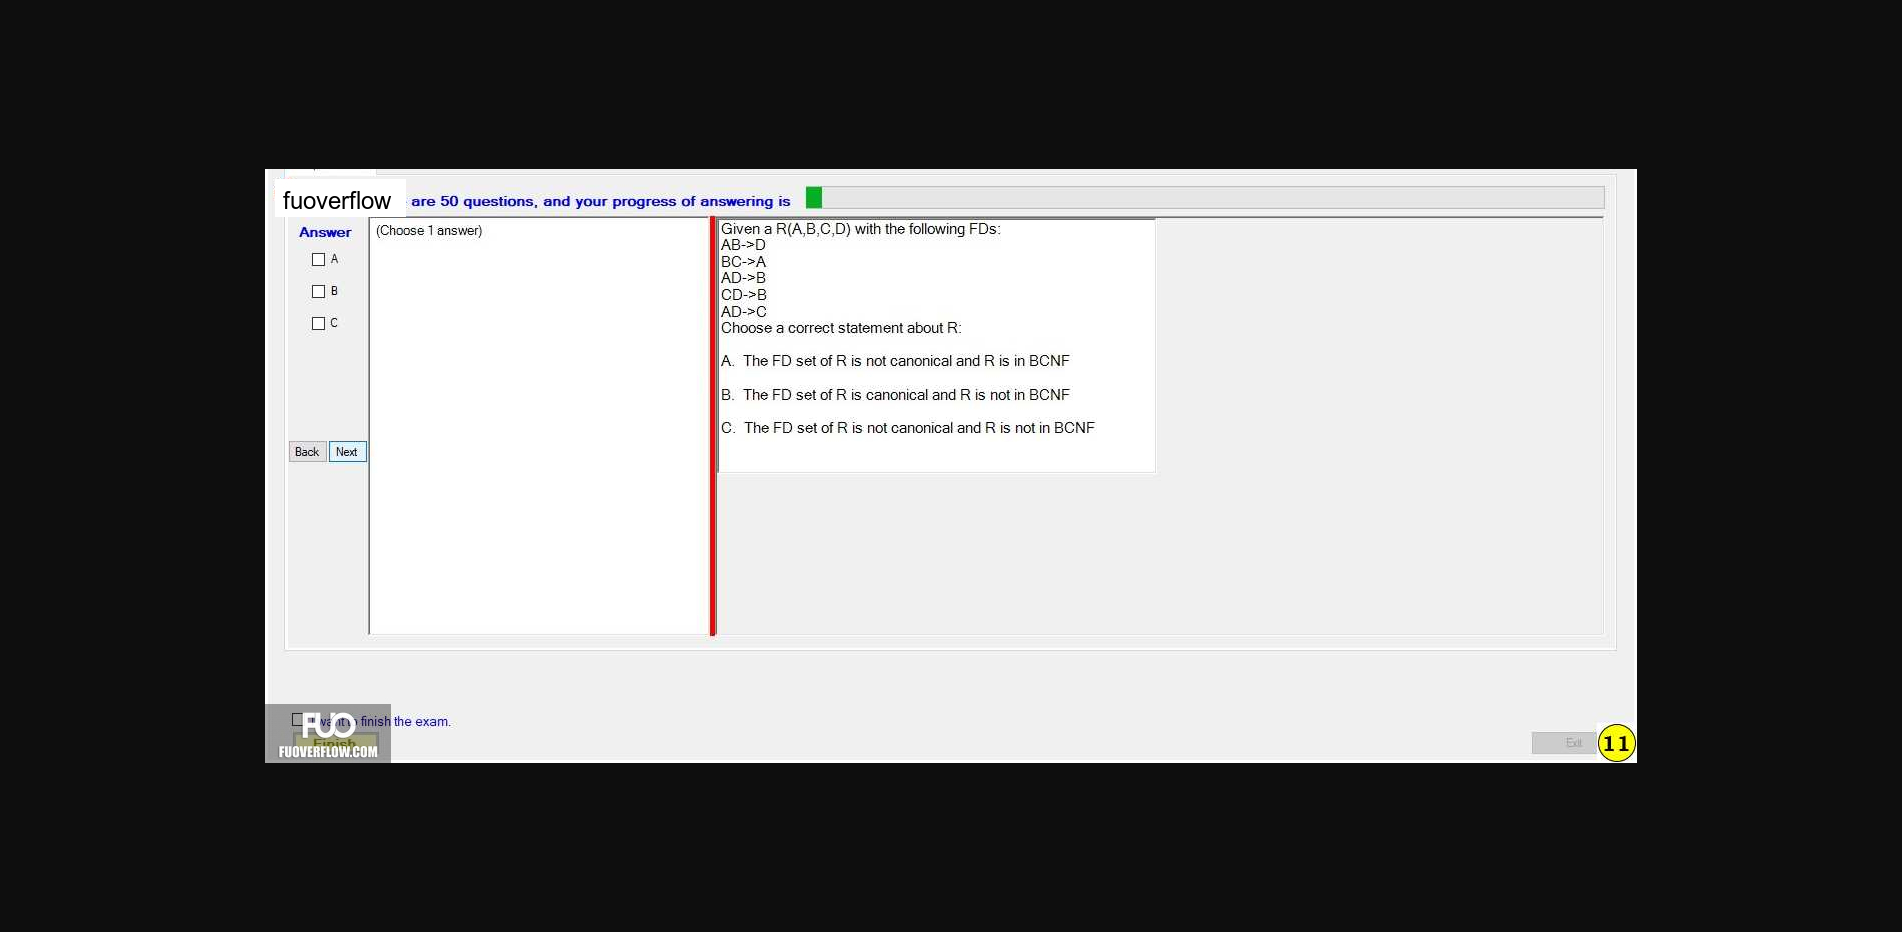 fuoverflow are 50 questions, and your progress of answering is
Answer
A
B
C
Back Next
(Choose 1 answer)
Given a R(A,B,C,D) with the following FDs:
AB->D
BC->A
AD->B
CD->B
AD->C
Choose a correct statement about R:
A. The FD set of R is not canonical and R is in BCNF
B. The FD set of R is canonical and R is not in BCNF
C. The FD set of R is not canonical and R is not in BCNF
I want to finish the exam.
Finish
FUO
FUOVERFLOW.COM
Exit
11